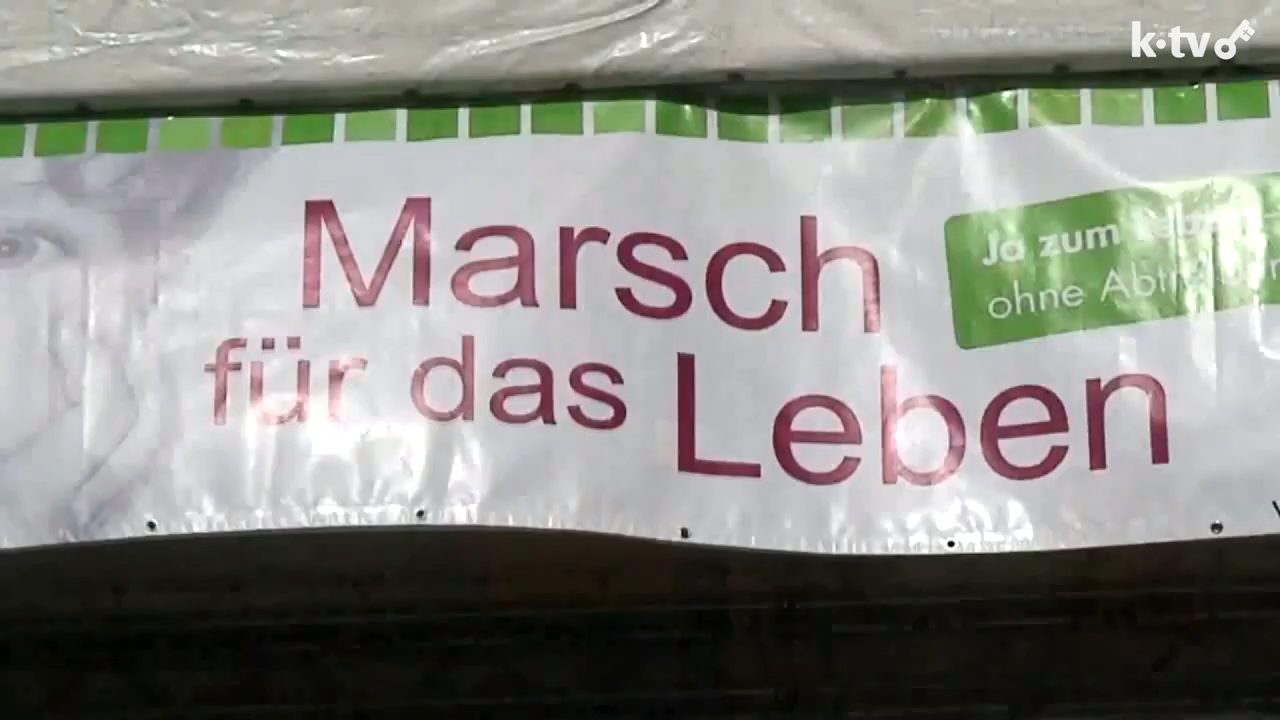 k-tv
Marsch
für das Leben
Ja zum
ohne